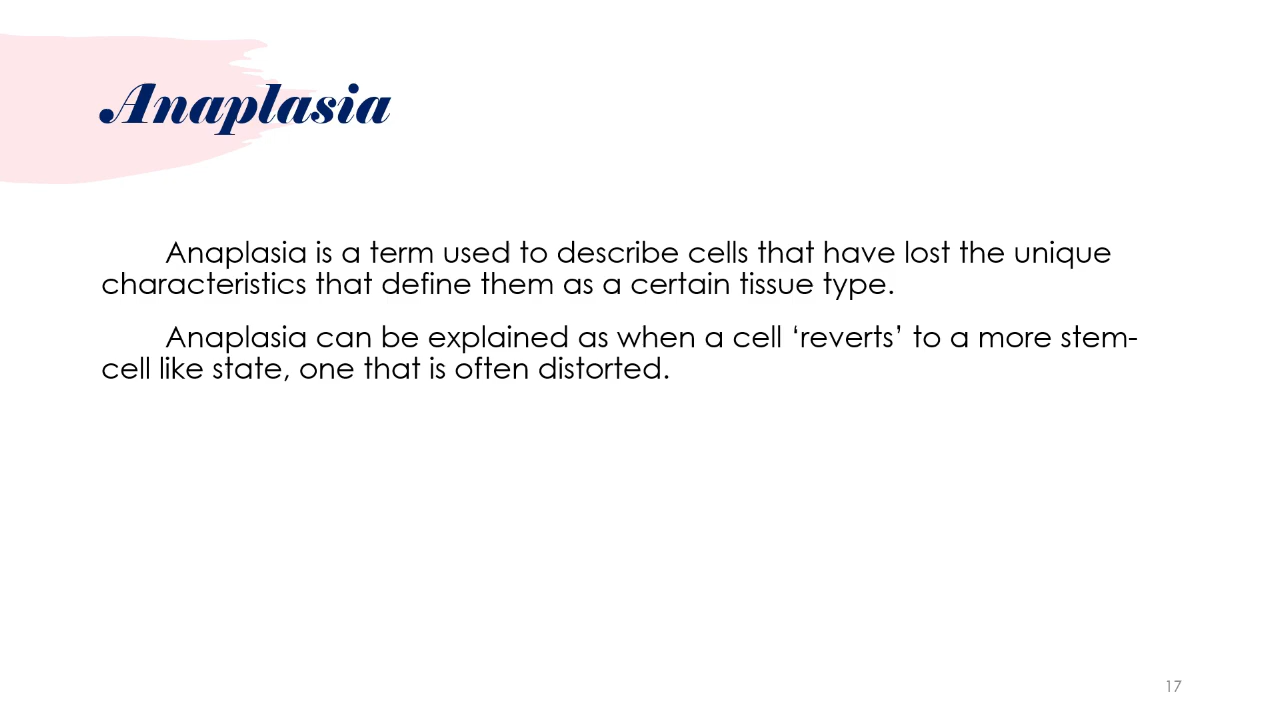 Anaplasia
Anaplasia is a term used to describe cells that have lost the unique
characteristics that define them as a certain tissue type.
Anaplasia can be explained as when a cell ‘reverts’ to a more stem-
cell like state, one that is often distorted.
17